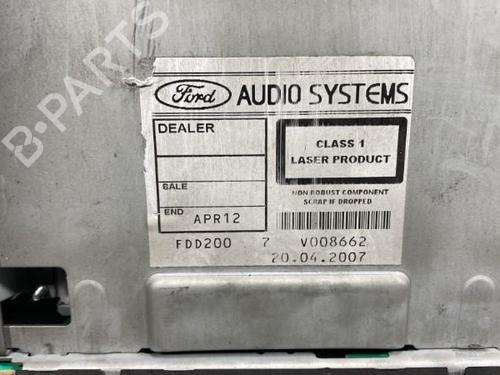 B-PARTS
Ford AUDIO SYSTEMS
DEALER
SALE
END APR12
CLASS 1
LASER PRODUCT
NON ROBUST COMPONENT
SCRAP IF DROPPED
FDD200 7 V008662
20.04.2007